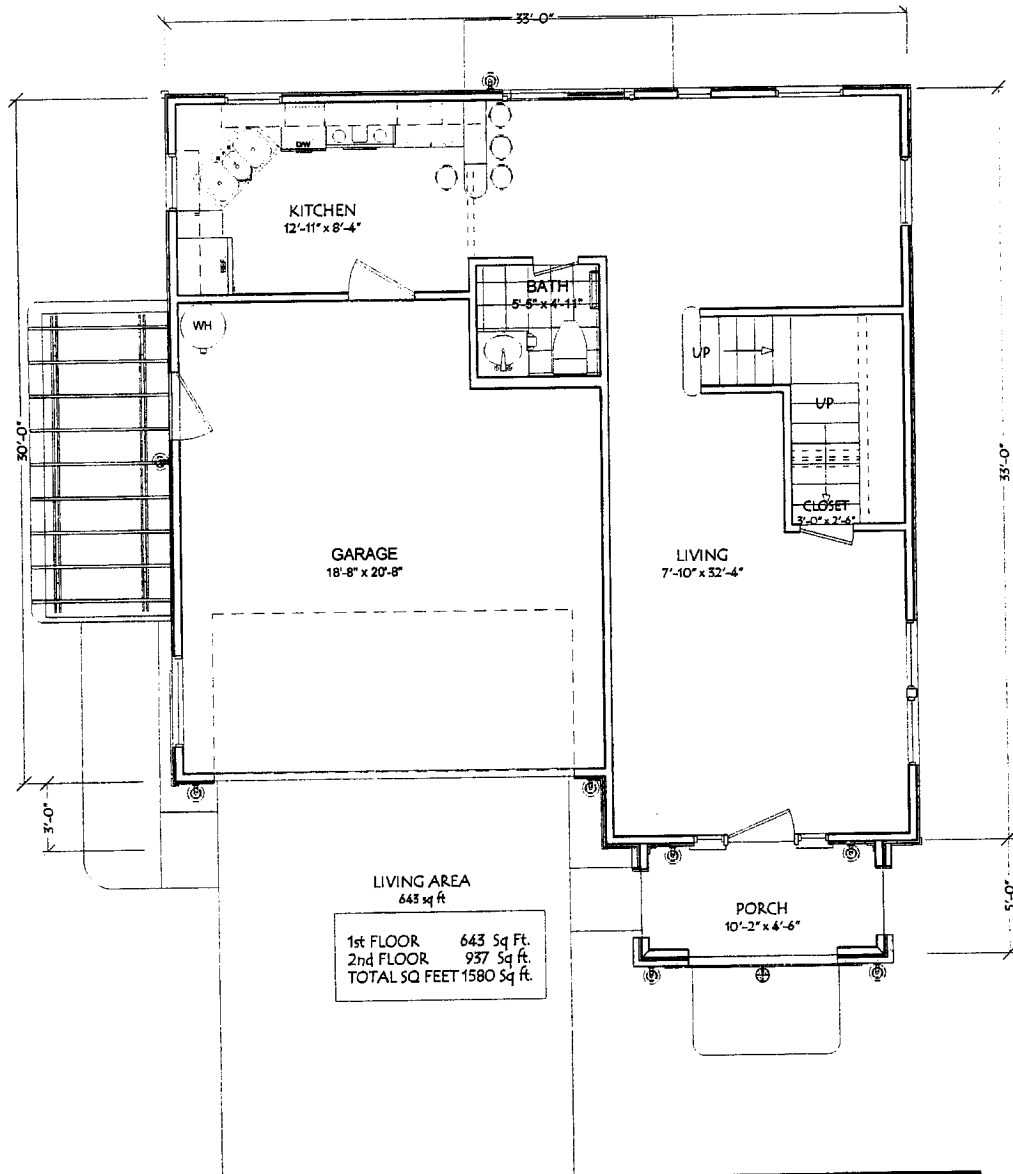 33'-0"
D/W
KITCHEN
12'-11" x 8'-4"
REF.
BATH
5'-5" x 4'-11"
WH
UP
UP
30'-0"
33'-0"
CLOSET
3'-0" x 2'-6"
GARAGE
18'-8" x 20'-8"
LIVING
7'-10" x 32'-4"
3'-0"
LIVING AREA
643 sq ft
1st FLOOR 643 Sq Ft.
2nd FLOOR 937 Sq ft.
TOTAL SQ FEET 1580 Sq ft.
PORCH
10'-2" x 4'-6"
5'-0"